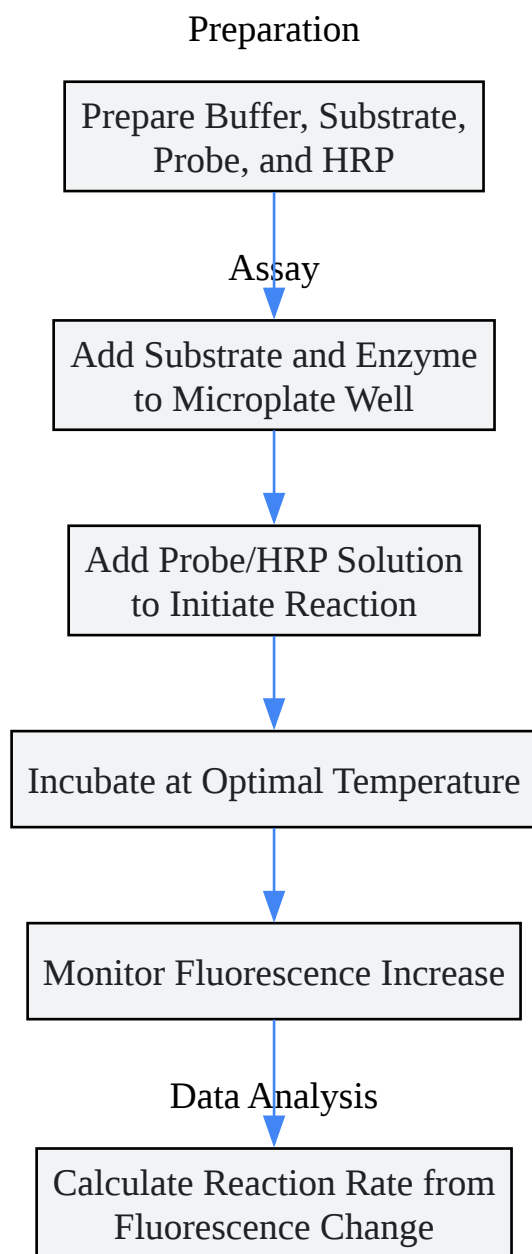 Preparation
Prepare Buffer, Substrate,
Probe, and HRP
Assay
Add Substrate and Enzyme
to Microplate Well
Add Probe/HRP Solution
to Initiate Reaction
Incubate at Optimal Temperature
Monitor Fluorescence Increase
Data Analysis
Calculate Reaction Rate from
Fluorescence Change